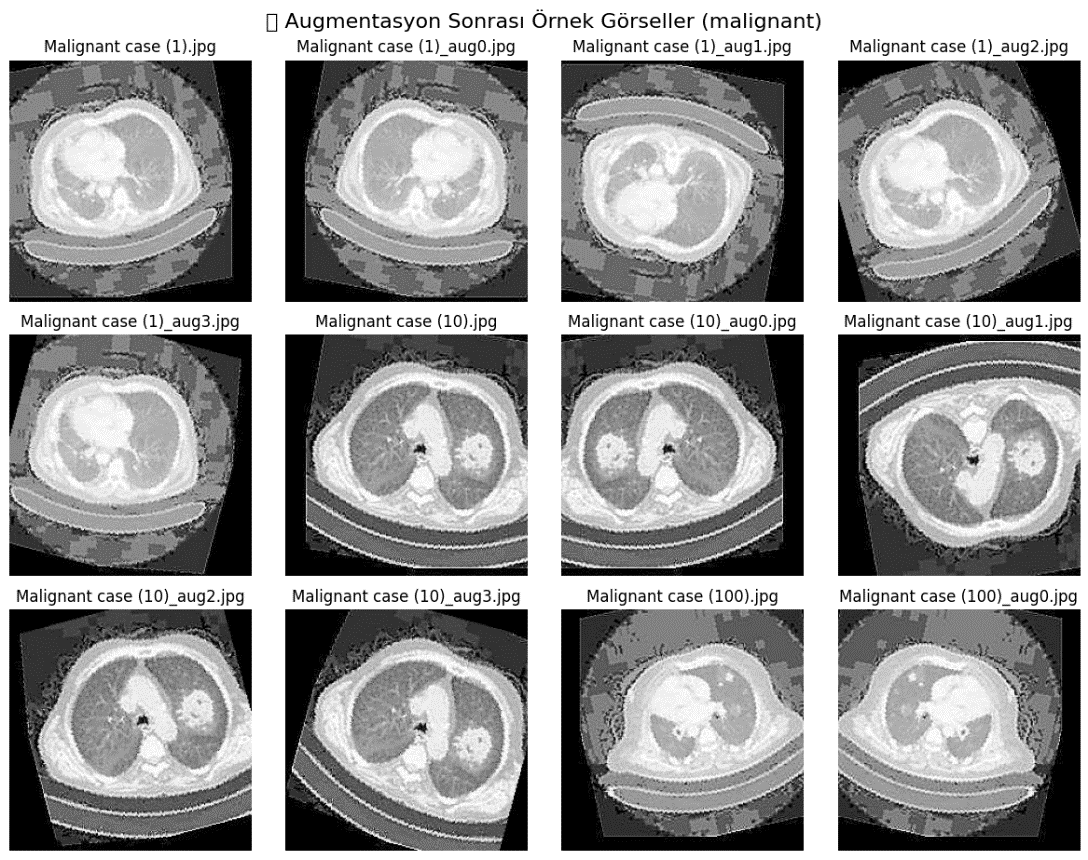 Augmentasyon Sonrası Örnek Görseller (malignant)
Malignant case (1).jpg
Malignant case (1)_aug0.jpg
Malignant case (1)_aug1.jpg
Malignant case (1)_aug2.jpg
Malignant case (1)_aug3.jpg
Malignant case (10).jpg
Malignant case (10)_aug0.jpg
Malignant case (10)_aug1.jpg
Malignant case (10)_aug2.jpg
Malignant case (10)_aug3.jpg
Malignant case (100).jpg
Malignant case (100)_aug0.jpg